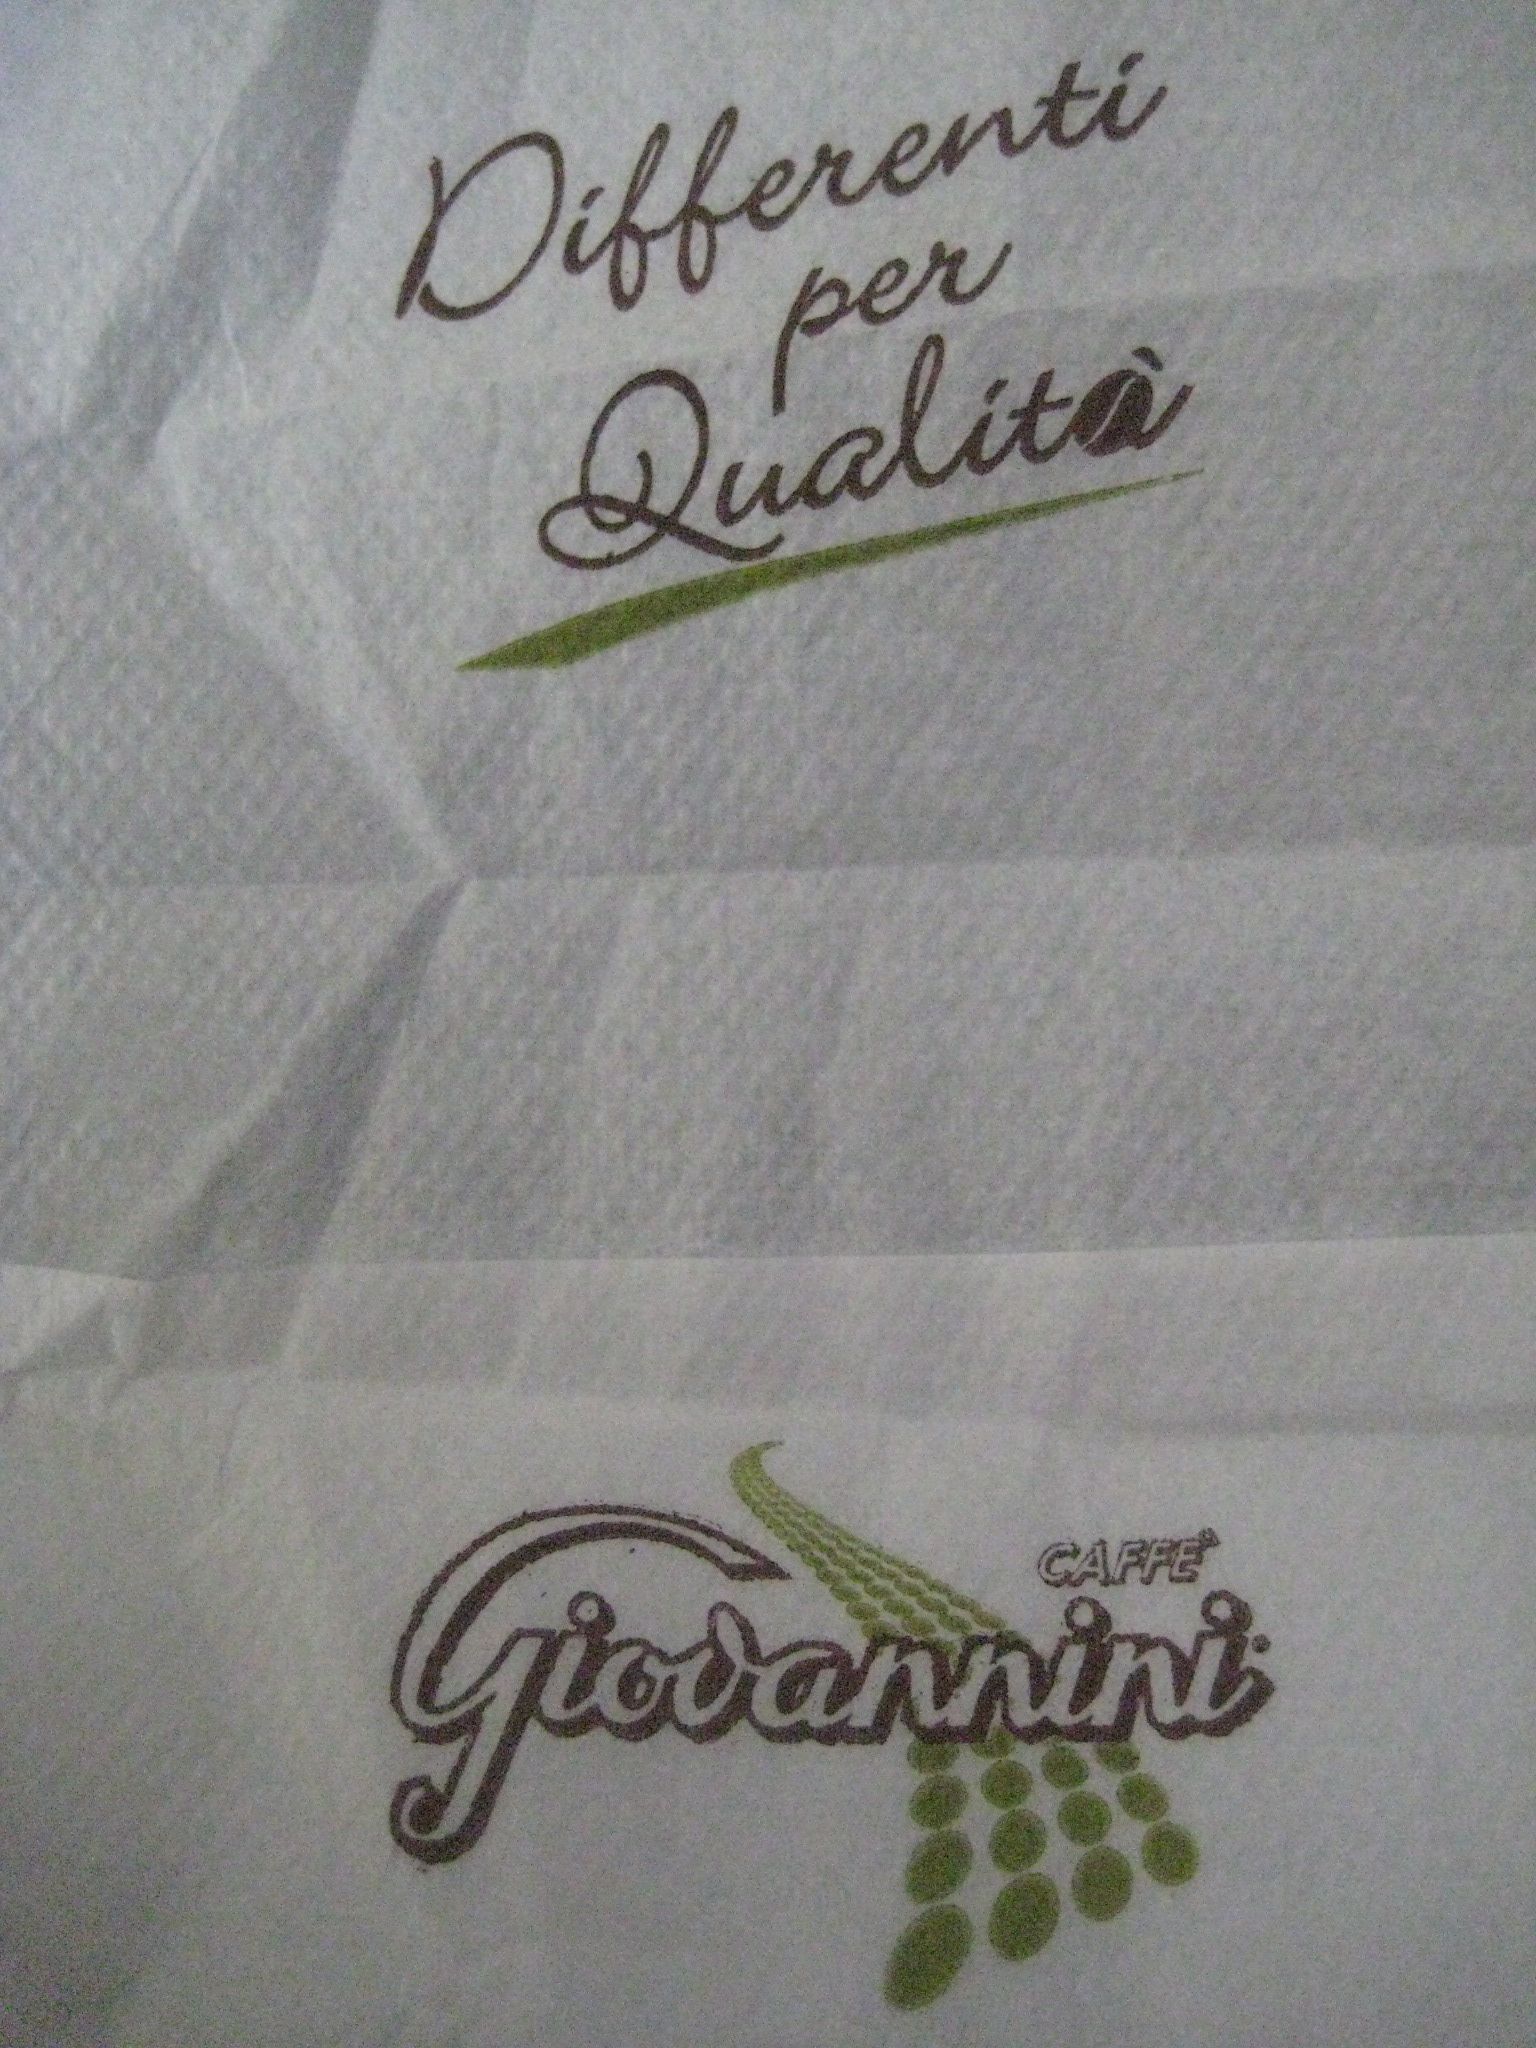 Differenti
per
Qualità
CAFFE'
Giovannini